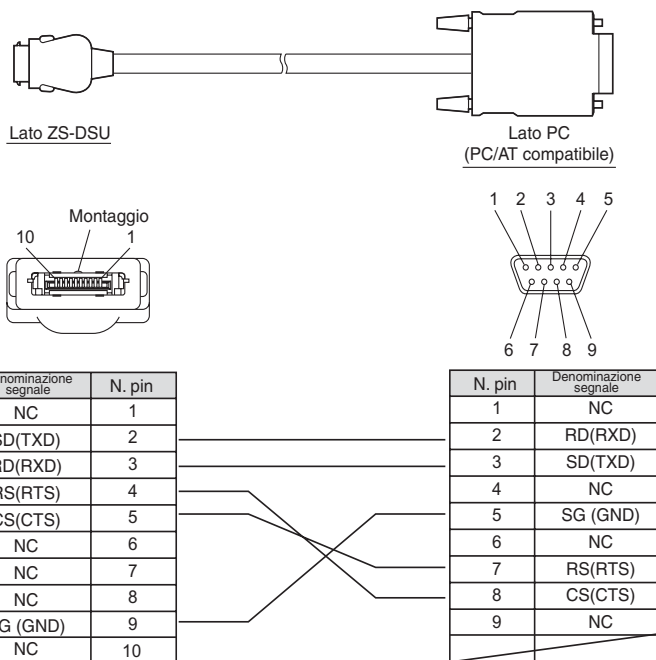 Lato ZS-DSU
Lato PC
(PC/AT compatibile)
Montaggio
10 1
1 2 3 4 5
6 7 8 9
segnale N. pin
NC 1
SD(TXD) 2
RD(RXD) 3
RS(RTS) 4
CS(CTS) 5
NC 6
NC 7
NC 8
(GND) 9
NC 10
N. pin Denominazione segnale
1 NC
2 RD(RXD)
3 SD(TXD)
4 NC
5 SG (GND)
6 NC
7 RS(RTS)
8 CS(CTS)
9 NC